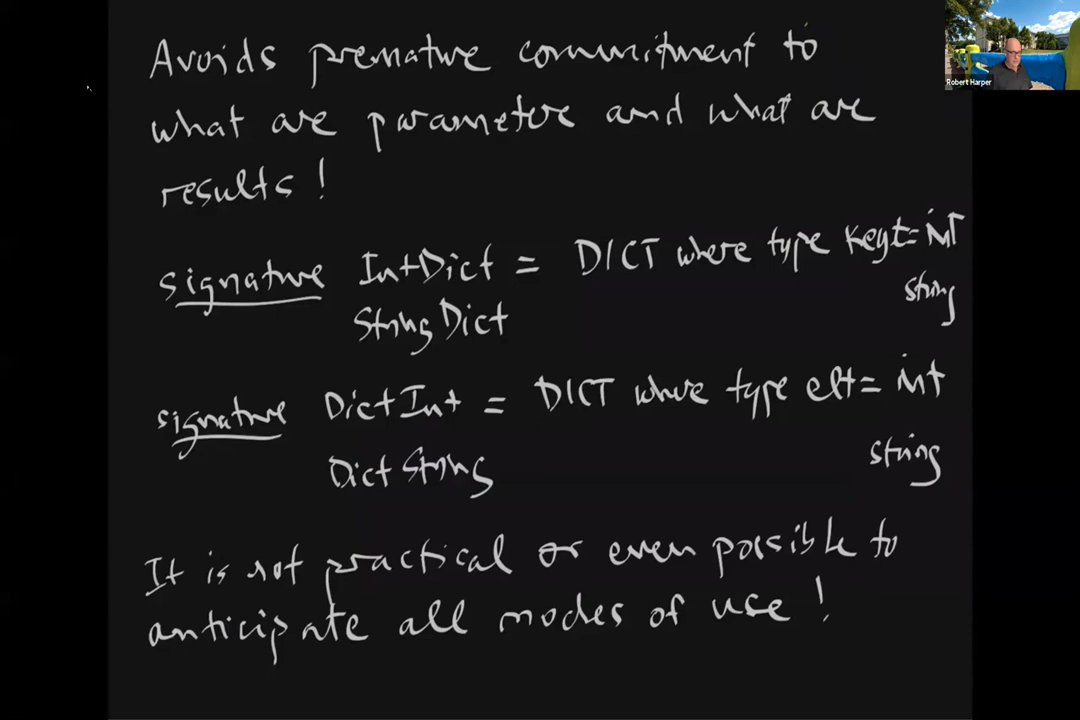 Avoids premature commitment to
what are parameters and what are
results!
signature IntDict = DICT where type keyt = int
StringDict string
signature DictInt = DICT where type elt = int
DictString string
It is not practical or even possible to
anticipate all modes of use!
Robert Harper